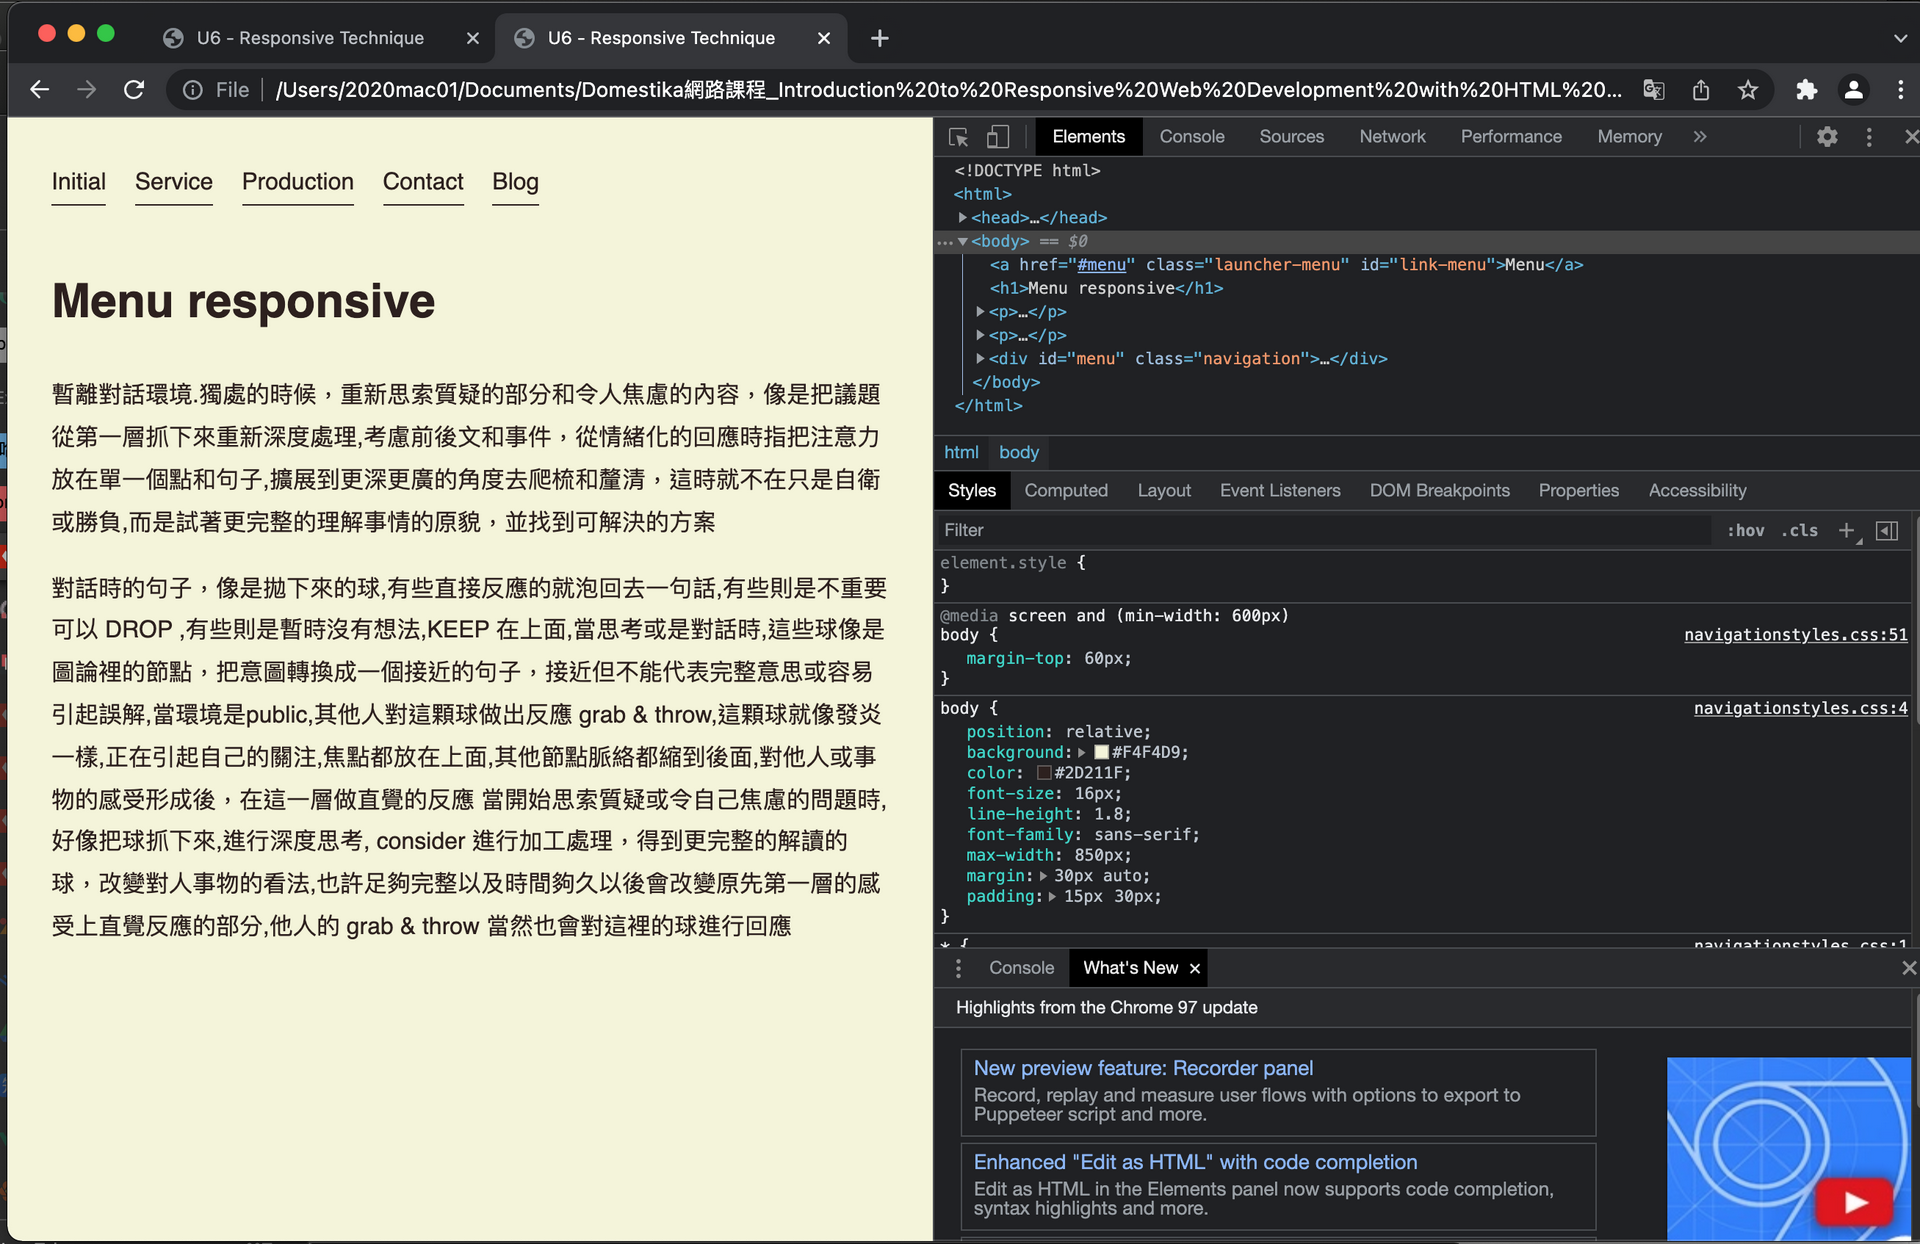 U6 - Responsive Technique
U6 - Responsive Technique
File
/Users/2020mac01/Documents/Domestika網路課程_Introduction%20to%20Responsive%20Web%20Development%20with%20HTML%20...
Initial
Service
Production
Contact
Blog
Menu responsive
暫離對話環境.獨處的時候，重新思索質疑的部分和令人焦慮的內容，像是把議題
從第一層抓下來重新深度處理,考慮前後文和事件，從情緒化的回應時指把注意力
放在單一個點和句子,擴展到更深更廣的角度去爬梳和釐清，這時就不在只是自衛
或勝負,而是試著更完整的理解事情的原貌，並找到可解決的方案
對話時的句子，像是拋下來的球,有些直接反應的就泡回去一句話,有些則是不重要
可以 DROP ,有些則是暫時沒有想法,KEEP 在上面,當思考或是對話時,這些球像是
圖論裡的節點，把意圖轉換成一個接近的句子，接近但不能代表完整意思或容易
引起誤解,當環境是public,其他人對這顆球做出反應 grab & throw,這顆球就像發炎
一樣,正在引起自己的關注,焦點都放在上面,其他節點脈絡都縮到後面,對他人或事
物的感受形成後，在這一層做直覺的反應 當開始思索質疑或令自己焦慮的問題時,
好像把球抓下來,進行深度思考, consider 進行加工處理，得到更完整的解讀的
球，改變對人事物的看法,也許足夠完整以及時間夠久以後會改變原先第一層的感
受上直覺反應的部分,他人的 grab & throw 當然也會對這裡的球進行回應
Elements
Console
Sources
Network
Performance
Memory
<!DOCTYPE html>
<html>
<head>…</head>
<body> == $0
<a href="#menu" class="launcher-menu" id="link-menu">Menu</a>
<h1>Menu responsive</h1>
<p>…</p>
<p>…</p>
<div id="menu" class="navigation">…</div>
</body>
</html>
html
body
Styles
Computed
Layout
Event Listeners
DOM Breakpoints
Properties
Accessibility
Filter
:hov
.cls
element.style {
}
@media screen and (min-width: 600px)
body {
navigationstyles.css:51
margin-top: 60px;
}
body {
navigationstyles.css:4
position: relative;
background: #F4F4D9;
color: #2D211F;
font-size: 16px;
line-height: 1.8;
font-family: sans-serif;
max-width: 850px;
margin: 30px auto;
padding: 15px 30px;
}
* {
navigationstyles.css:1
Console
What's New
Highlights from the Chrome 97 update
New preview feature: Recorder panel
Record, replay and measure user flows with options to export to
Puppeteer script and more.
Enhanced "Edit as HTML" with code completion
Edit as HTML in the Elements panel now supports code completion,
syntax highlights and more.